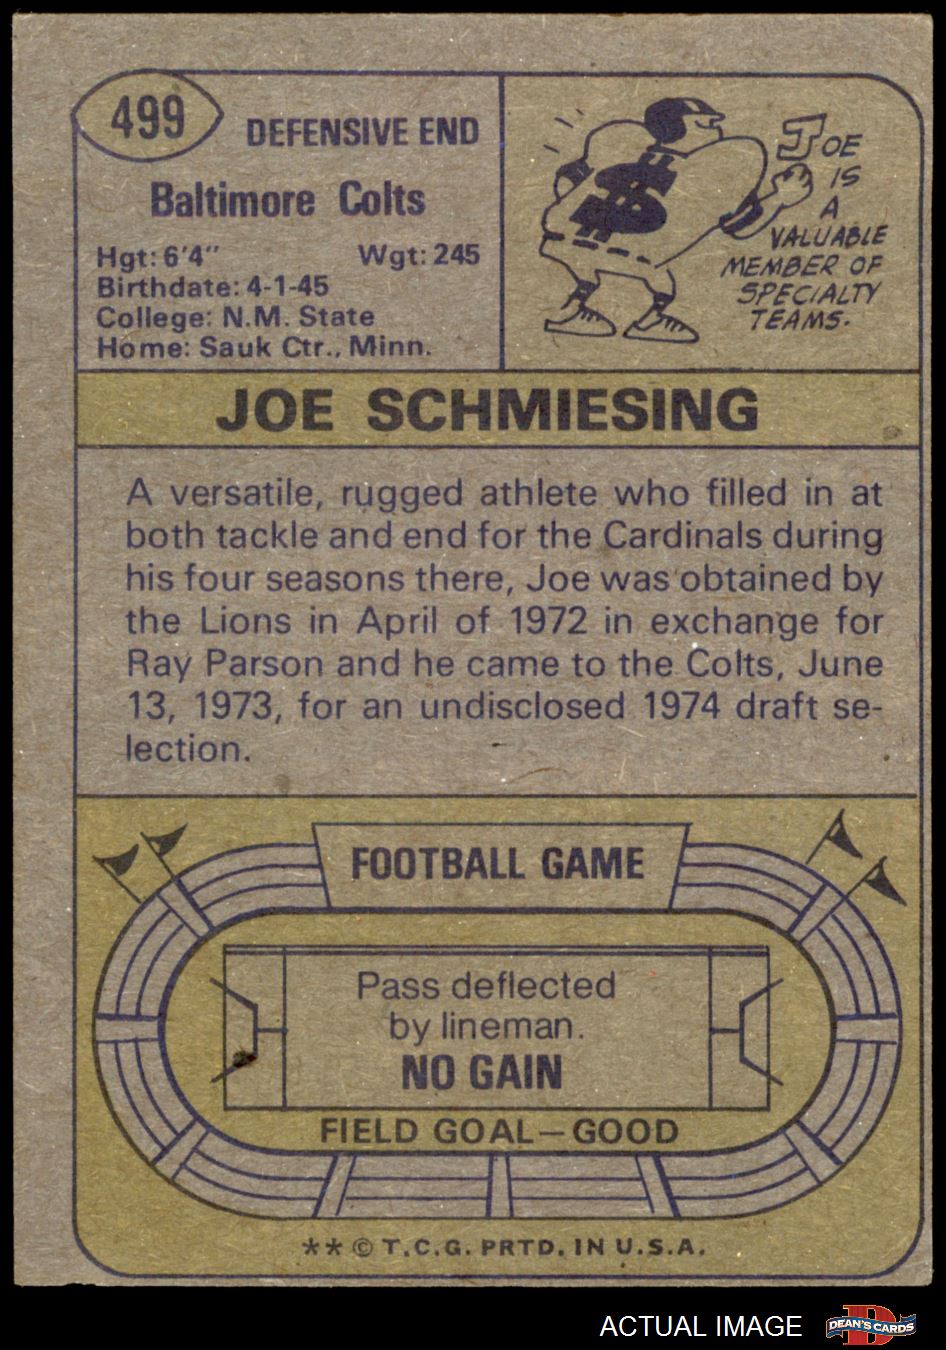 499
DEFENSIVE END
Baltimore Colts
Hgt: 6'4" Wgt: 245
Birthdate: 4-1-45
College: N.M. State
Home: Sauk Ctr., Minn.
JOE
IS
A
VALUABLE
MEMBER OF
SPECIALTY
TEAMS.
JOE SCHMIESING
A versatile, rugged athlete who filled in at
both tackle and end for the Cardinals during
his four seasons there, Joe was obtained by
the Lions in April of 1972 in exchange for
Ray Parson and he came to the Colts, June
13, 1973, for an undisclosed 1974 draft se-
lection.
FOOTBALL GAME
Pass deflected
by lineman.
NO GAIN
FIELD GOAL—GOOD
** © T.C.G. PRTD. IN U.S.A.
ACTUAL IMAGE
D
DEAN'S CARDS